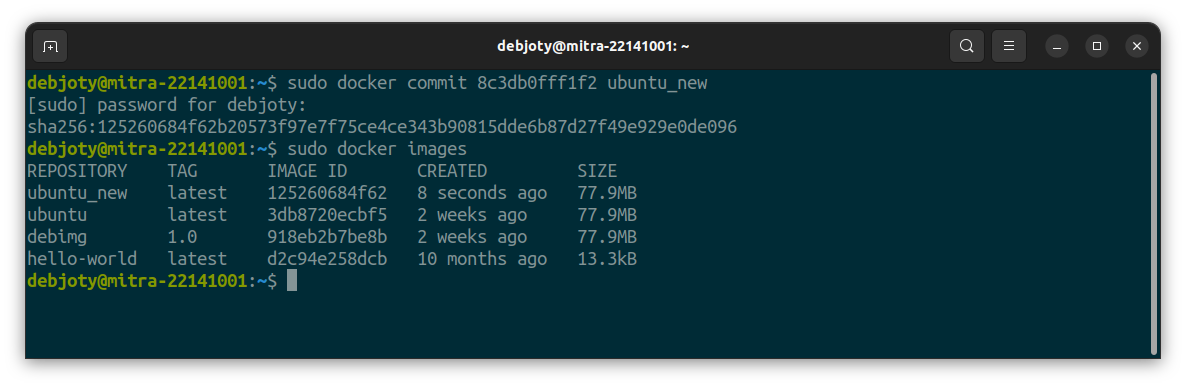 debjoty@mitra-22141001: ~
debjoty@mitra-22141001:~$ sudo docker commit 8c3db0fff1f2 ubuntu_new
[sudo] password for debjoty:
sha256:125260684f62b20573f97e7f75ce4ce343b90815dde6b87d27f49e929e0de096
debjoty@mitra-22141001:~$ sudo docker images
REPOSITORY    TAG       IMAGE ID       CREATED         SIZE
ubuntu_new    latest    125260684f62   8 seconds ago   77.9MB
ubuntu        latest    3db8720ecbf5   2 weeks ago     77.9MB
debimg        1.0       918eb2b7be8b   2 weeks ago     77.9MB
hello-world   latest    d2c94e258dcb   10 months ago   13.3kB
debjoty@mitra-22141001:~$